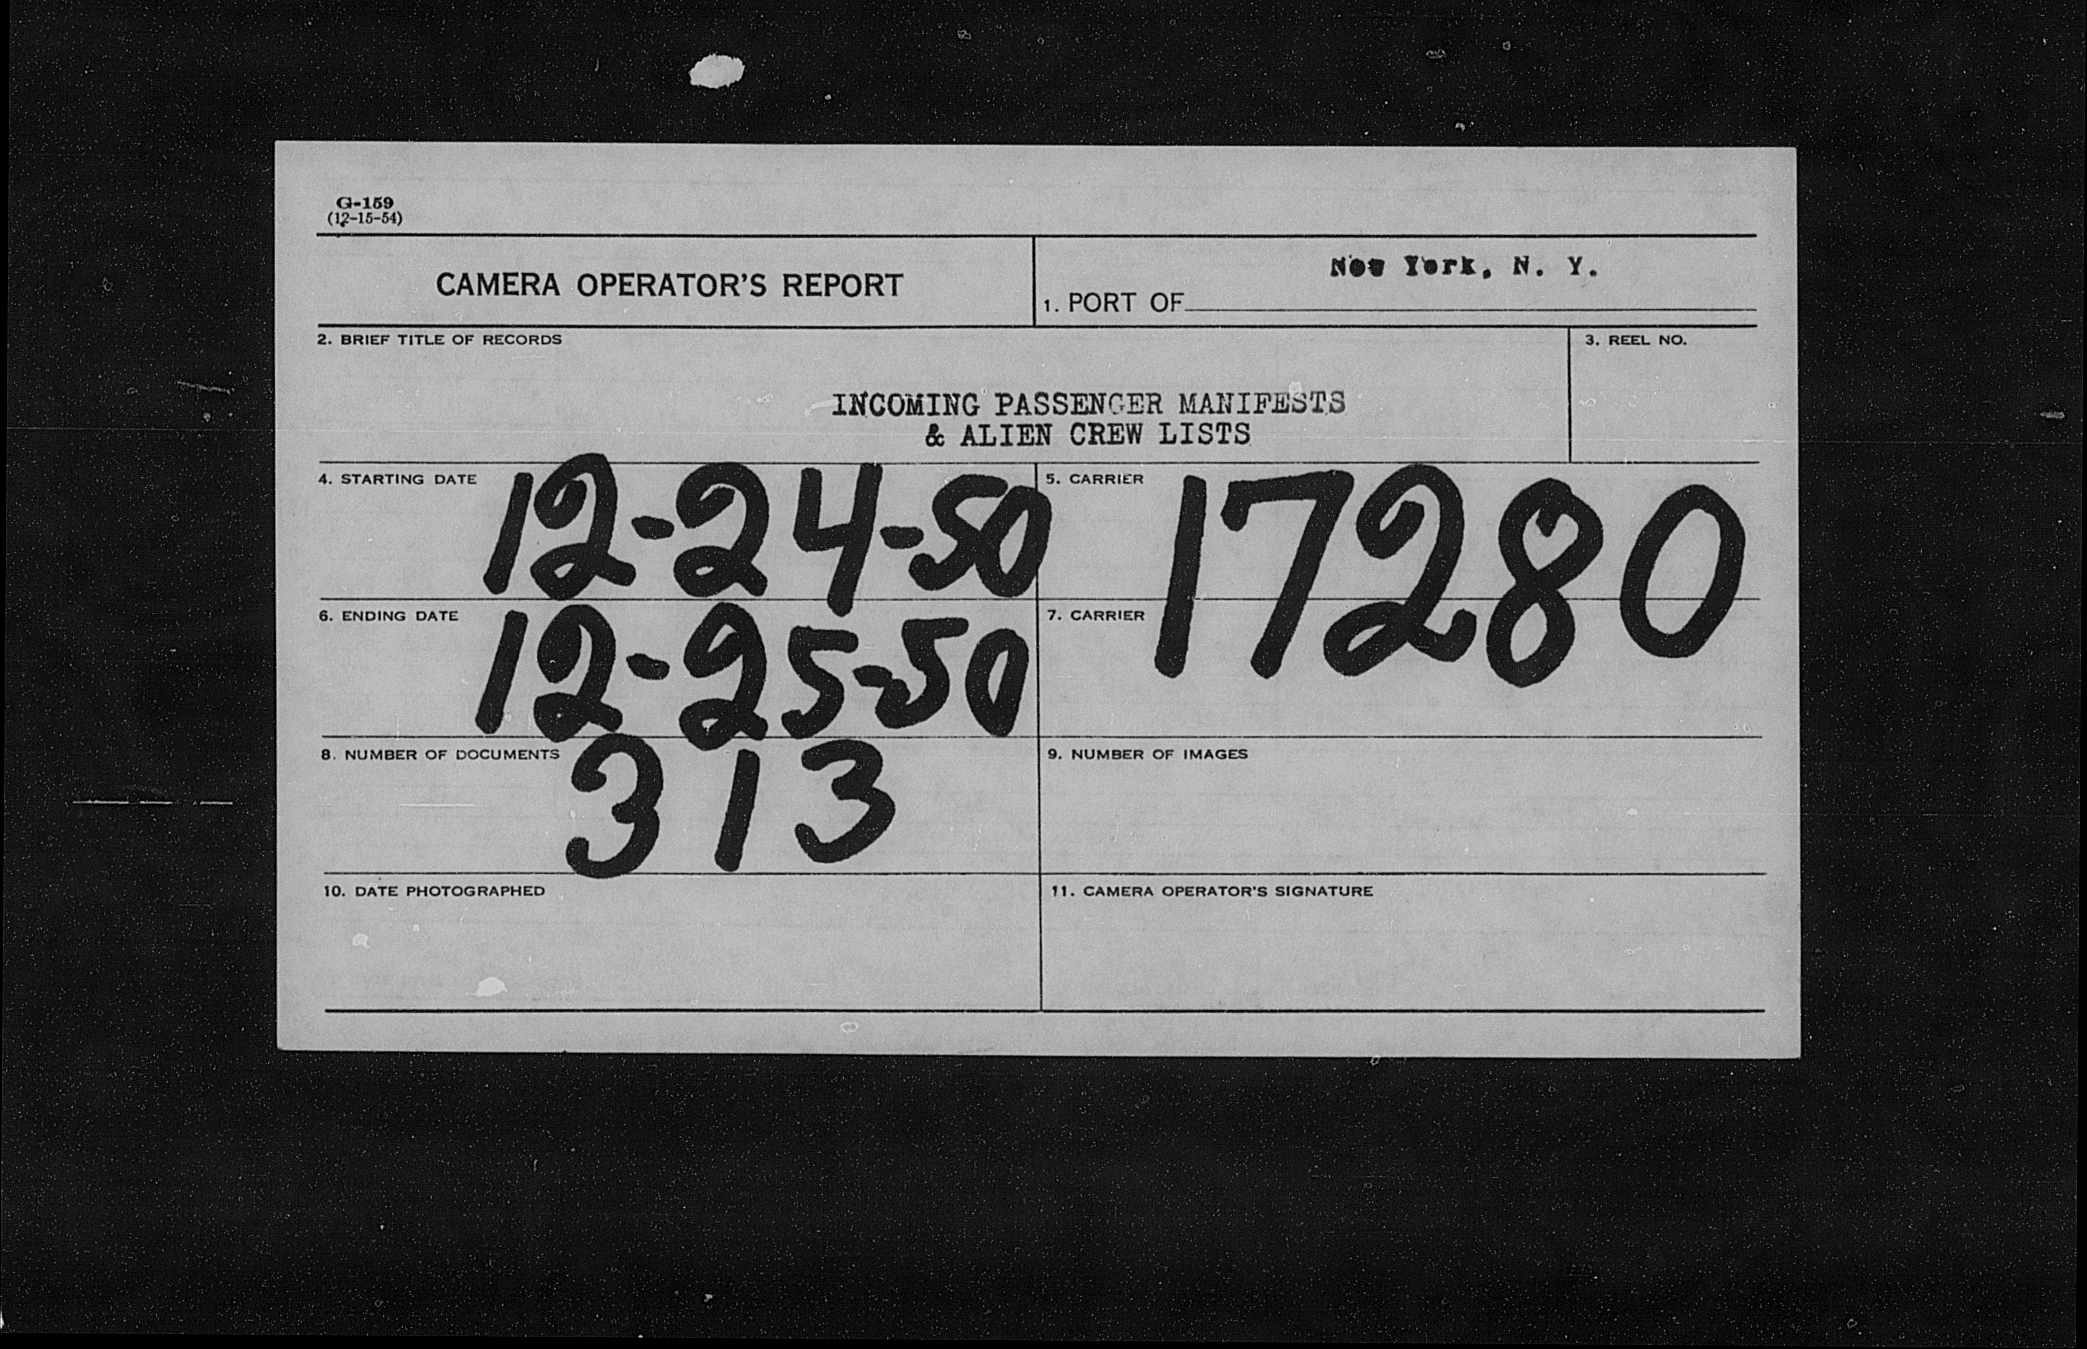 G-159
(12-15-54)
CAMERA OPERATOR'S REPORT
New York, N. Y.
1. PORT OF
2. BRIEF TITLE OF RECORDS
3. REEL NO.
INCOMING PASSENGER MANIFESTS
& ALIEN CREW LISTS
4. STARTING DATE 12-24-50
5. CARRIER 17280
6. ENDING DATE 12-25-50
7. CARRIER
8. NUMBER OF DOCUMENTS 313
9. NUMBER OF IMAGES
10. DATE PHOTOGRAPHED
11. CAMERA OPERATOR'S SIGNATURE